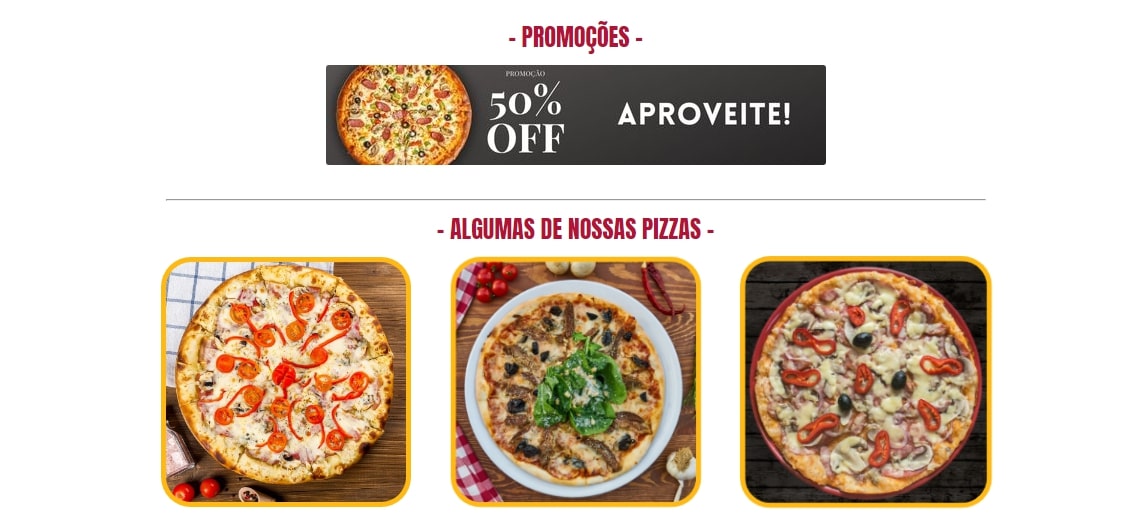 - PROMOÇÕES -
PROMOÇÃO
50%
OFF
APROVEITE!
- ALGUMAS DE NOSSAS PIZZAS -